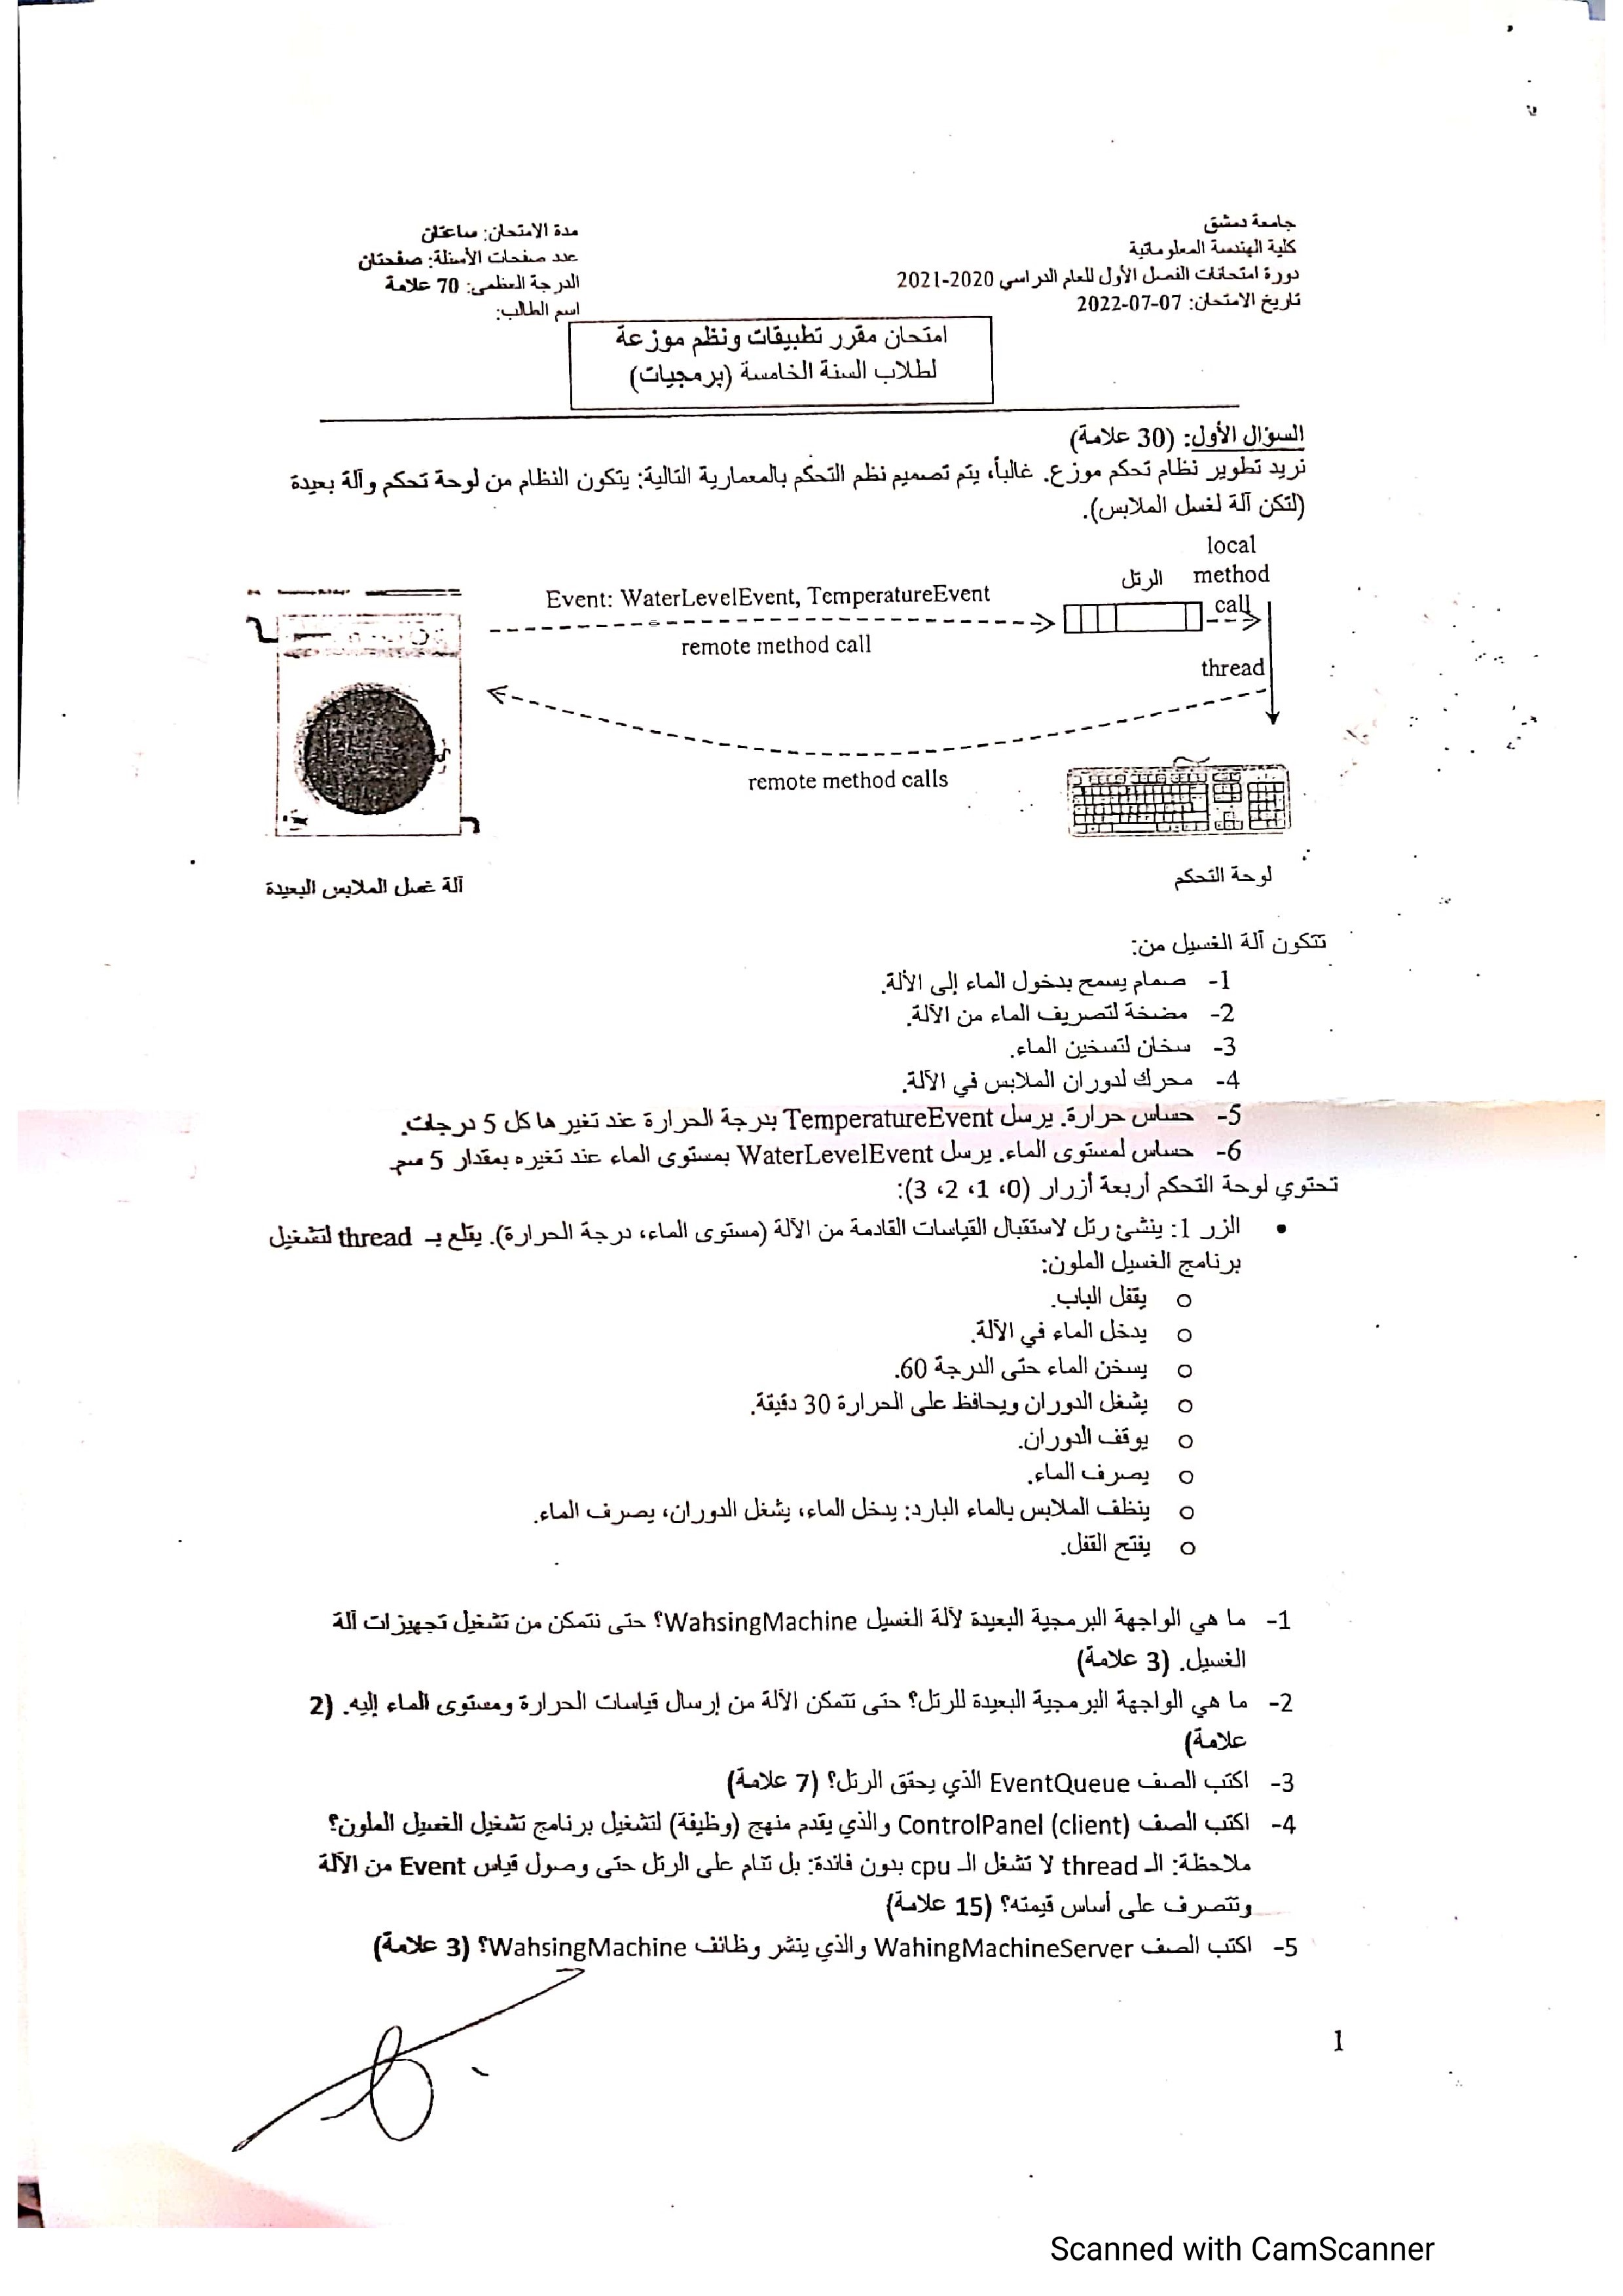 جامعة دمشق
كلية الهندسة المعلوماتية
دورة امتحانات الفصل الأول للعام الدراسي 2020-2021
تاريخ الامتحان: 07-07-2022
مدة الامتحان: ساعتان
عدد صفحات الأسئلة: صفحتان
الدرجة العظمى: 70 علامة
اسم الطالب:
امتحان مقرر تطبيقات ونظم موزعة
لطلاب السنة الخامسة (برمجيات)
السؤال الأول: (30 علامة)
نريد تطوير نظام تحكم موزع. غالباً، يتم تصميم نظم التحكم بالمعمارية التالية: يتكون النظام من لوحة تحكم وآلة بعيدة
(لتكن آلة لغسل الملابس).
local
method
call
الرتل
Event: WaterLevelEvent, TemperatureEvent
remote method call
thread
remote method calls
لوحة التحكم
آلة غسل الملابس البعيدة
تتكون آلة الغسيل من:
1- صمام يسمح بدخول الماء إلى الألة.
2- مضخة لتصريف الماء من الألة.
3- سخان لتسخين الماء.
4- محرك لدوران الملابس في الآلة.
5- حساس حرارة. يرسل TemperatureEvent بدرجة الحرارة عند تغيرها كل 5 درجات.
6- حساس لمستوى الماء. يرسل WaterLevelEvent بمستوى الماء عند تغيره بمقدار 5 سم
تحتوي لوحة التحكم أربعة أزرار (0، 1، 2، 3):
• الزر 1: ينشئ رتل لاستقبال القياسات القادمة من الآلة (مستوى الماء، درجة الحرارة). يقلع بـ thread لتشغيل
برنامج الغسيل الملون:
o يقفل الباب.
o يدخل الماء في الآلة.
o يسخن الماء حتى الدرجة 60.
o يشغل الدوران ويحافظ على الحرارة 30 دقيقة.
o يوقف الدوران.
o يصرف الماء.
o ينظف الملابس بالماء البارد: يدخل الماء، يشغل الدوران، يصرف الماء.
o يفتح القفل.
1- ما هي الواجهة البرمجية البعيدة لآلة الغسيل WahsingMachine؟ حتى نتمكن من تشغيل تجهيزات آلة
الغسيل. (3 علامة)
2- ما هي الواجهة البرمجية البعيدة للرتل؟ حتى تتمكن الآلة من إرسال قياسات الحرارة ومستوى الماء إليه. (2
علامة)
3- اكتب الصف EventQueue الذي يحقق الرتل؟ (7 علامة)
4- اكتب الصف ControlPanel (client) والذي يقدم منهج (وظيفة) لتشغيل برنامج تشغيل الغسيل الملون؟
ملاحظة: الـ thread لا تشغل الـ cpu بدون فائدة: بل تنام على الرتل حتى وصول قياس Event من الآلة
وتتصرف على أساس قيمته؟ (15 علامة)
5- اكتب الصف WahingMachineServer والذي ينشر وظائف WahsingMachine؟ (3 علامة)
1
Scanned with CamScanner